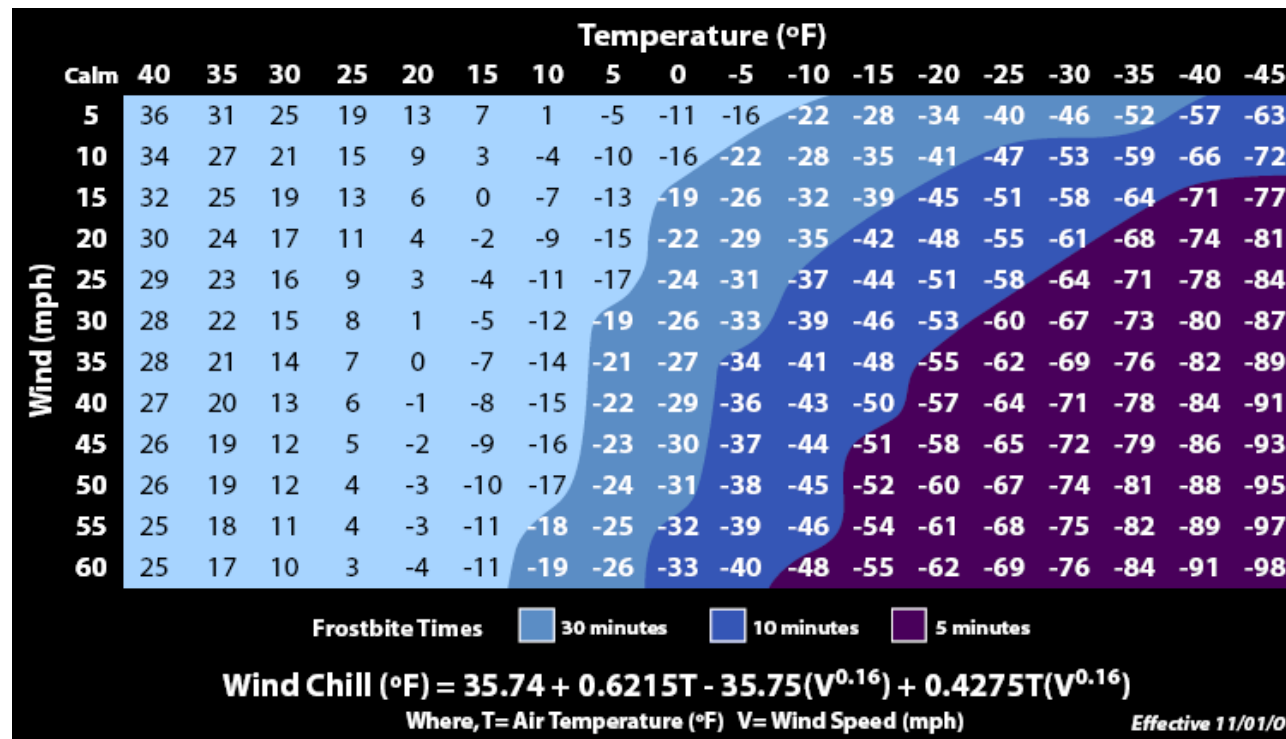 Temperature (ºF)
Calm 40 35 30 25 20 15 10 5 0 -5 -10 -15 -20 -25 -30 -35 -40 -45
5 36 31 25 19 13 7 1 -5 -11 -16 -22 -28 -34 -40 -46 -52 -57 -63
10 34 27 21 15 9 3 -4 -10 -16 -22 -28 -35 -41 -47 -53 -59 -66 -72
15 32 25 19 13 6 0 -7 -13 -19 -26 -32 -39 -45 -51 -58 -64 -71 -77
20 30 24 17 11 4 -2 -9 -15 -22 -29 -35 -42 -48 -55 -61 -68 -74 -81
25 29 23 16 9 3 -4 -11 -17 -24 -31 -37 -44 -51 -58 -64 -71 -78 -84
30 28 22 15 8 1 -5 -12 -19 -26 -33 -39 -46 -53 -60 -67 -73 -80 -87
35 28 21 14 7 0 -7 -14 -21 -27 -34 -41 -48 -55 -62 -69 -76 -82 -89
40 27 20 13 6 -1 -8 -15 -22 -29 -36 -43 -50 -57 -64 -71 -78 -84 -91
45 26 19 12 5 -2 -9 -16 -23 -30 -37 -44 -51 -58 -65 -72 -79 -86 -93
50 26 19 12 4 -3 -10 -17 -24 -31 -38 -45 -52 -60 -67 -74 -81 -88 -95
55 25 18 11 4 -3 -11 -18 -25 -32 -39 -46 -54 -61 -68 -75 -82 -89 -97
60 25 17 10 3 -4 -11 -19 -26 -33 -40 -48 -55 -62 -69 -76 -84 -91 -98
Wind (mph)
Frostbite Times 30 minutes 10 minutes 5 minutes
Wind Chill (ºF) = 35.74 + 0.6215T - 35.75(V^0.16) + 0.4275T(V^0.16)
Where, T= Air Temperature (ºF) V= Wind Speed (mph) Effective 11/01/0